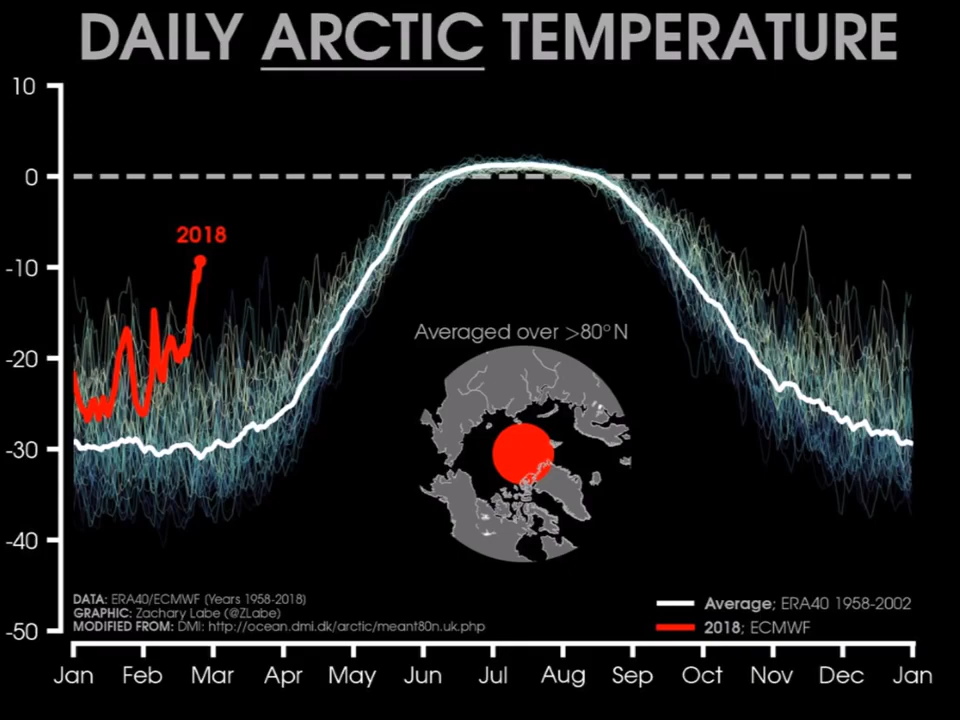 DAILY ARCTIC TEMPERATURE
10
0
-10
-20
-30
-40
-50
2018
Averaged over >80°N
DATA: ERA40/ECMWF (Years 1958-2018)
GRAPHIC: Zachary Labe (@ZLabe)
MODIFIED FROM: DMI: http://ocean.dmi.dk/arctic/meant80n.uk.php
Average; ERA40 1958-2002
2018; ECMWF
Jan Feb Mar Apr May Jun Jul Aug Sep Oct Nov Dec Jan